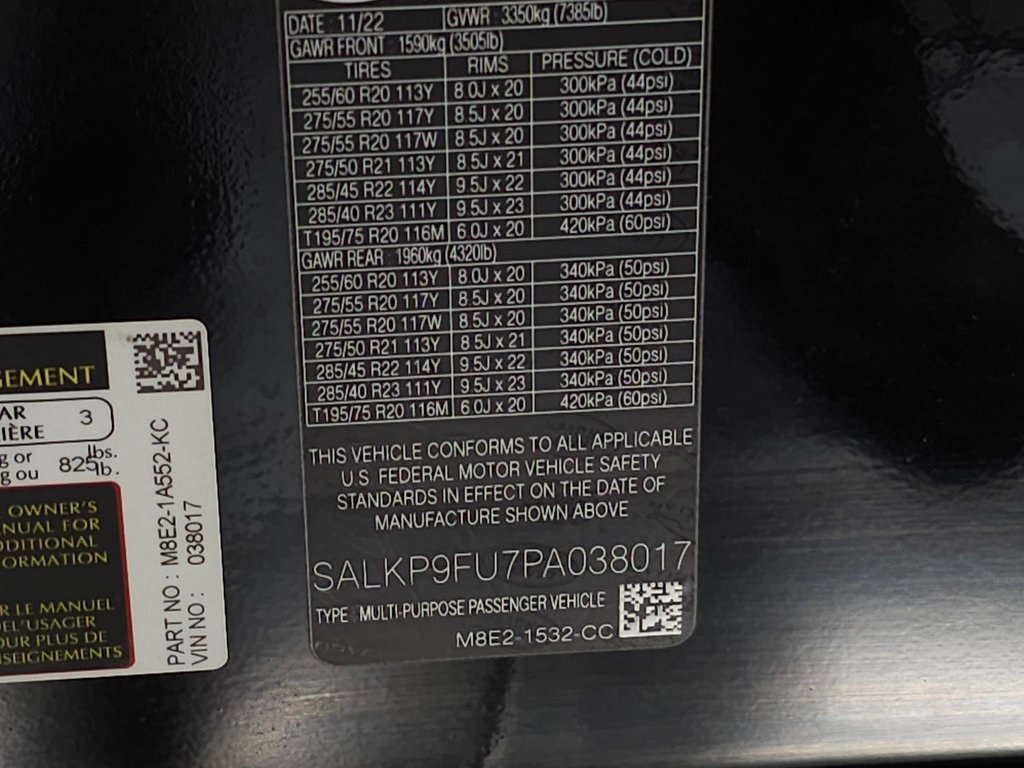 DATE : 11/22 GVWR : 3350kg (7385lb)
GAWR FRONT : 1590kg (3505lb)
TIRES RIMS PRESSURE (COLD)
255/60 R20 113Y 8.0J x 20 300kPa (44psi)
275/55 R20 117Y 8.5J x 20 300kPa (44psi)
275/55 R20 117W 8.5J x 20 300kPa (44psi)
275/50 R21 113Y 8.5J x 21 300kPa (44psi)
285/45 R22 114Y 9.5J x 22 300kPa (44psi)
285/40 R23 111Y 9.5J x 23 300kPa (44psi)
T195/75 R20 116M 6.0J x 20 420kPa (60psi)
GAWR REAR : 1960kg (4320lb)
255/60 R20 113Y 8.0J x 20 340kPa (50psi)
275/55 R20 117Y 8.5J x 20 340kPa (50psi)
275/55 R20 117W 8.5J x 20 340kPa (50psi)
275/50 R21 113Y 8.5J x 21 340kPa (50psi)
285/45 R22 114Y 9.5J x 22 340kPa (50psi)
285/40 R23 111Y 9.5J x 23 340kPa (50psi)
T195/75 R20 116M 6.0J x 20 420kPa (60psi)
THIS VEHICLE CONFORMS TO ALL APPLICABLE
U.S. FEDERAL MOTOR VEHICLE SAFETY
STANDARDS IN EFFECT ON THE DATE OF
MANUFACTURE SHOWN ABOVE
SALKP9FU7PA038017
TYPE : MULTI-PURPOSE PASSENGER VEHICLE
M8E2-1532-CC
GEMENT
AR 3
IÈRE
g or 825 lbs.
g ou lb.
OWNER'S
NUAL FOR
DDITIONAL
ORMATION
R LE MANUEL
EL'USAGER
OUR PLUS DE
NSEIGNEMENTS
PART NO : M8E2-1A552-KC
VIN NO : 038017